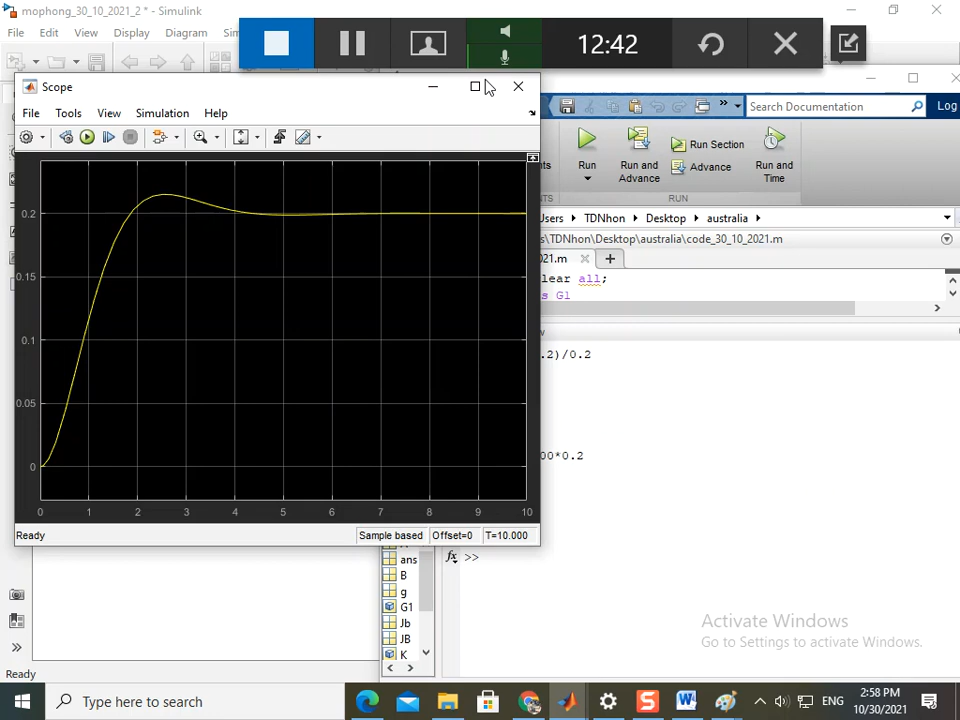 mophong_30_10_2021_2 * - Simulink
File Edit View Display Diagram
12:42
Scope
File Tools View Simulation Help
Search Documentation
Log
Run
Run and
Advance
Run Section
Advance
Run and
Time
RUN
TDNhon Desktop australia
\TDNhon\Desktop\australia\code_30_10_2021.m
021.m
lear all;
s G1
.2)/0.2
00*0.2
0.2
0.15
0.1
0.05
0
0 1 2 3 4 5 6 7 8 9 10
Ready
Sample based Offset=0 T=10.000
fx >>
ans
B
g
G1
Jb
JB
K
Ready
Activate Windows
Go to Settings to activate Windows.
Type here to search
ENG
2:58 PM
10/30/2021